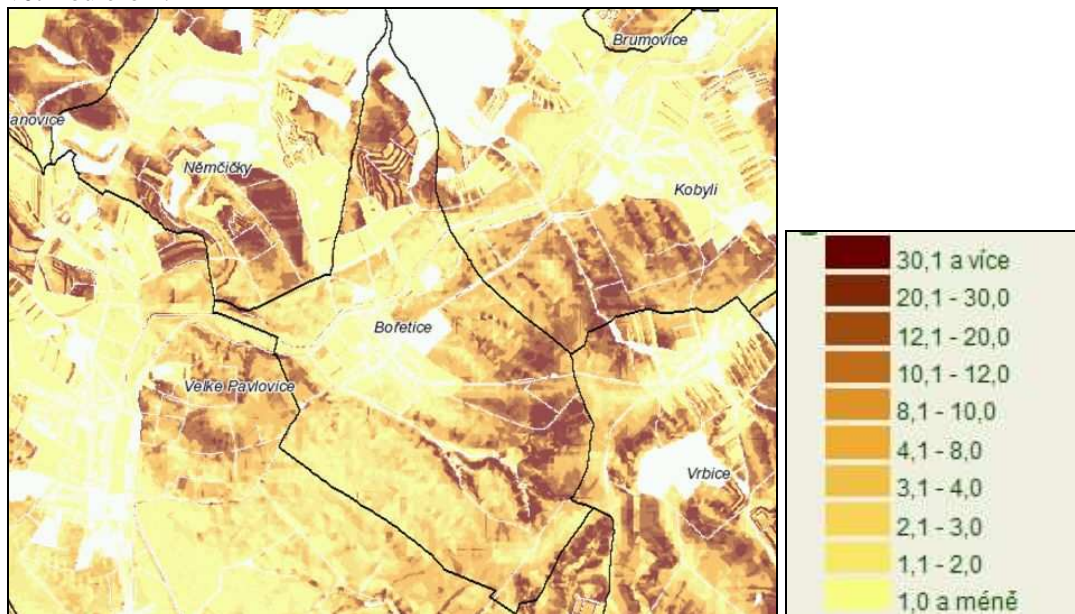 Brumovice
anovice
Němčičky
Kobylí
Bořetice
Velké Pavlovice
Vrbice
30,1 a více
20,1 - 30,0
12,1 - 20,0
10,1 - 12,0
8,1 - 10,0
4,1 - 8,0
3,1 - 4,0
2,1 - 3,0
1,1 - 2,0
1,0 a méně